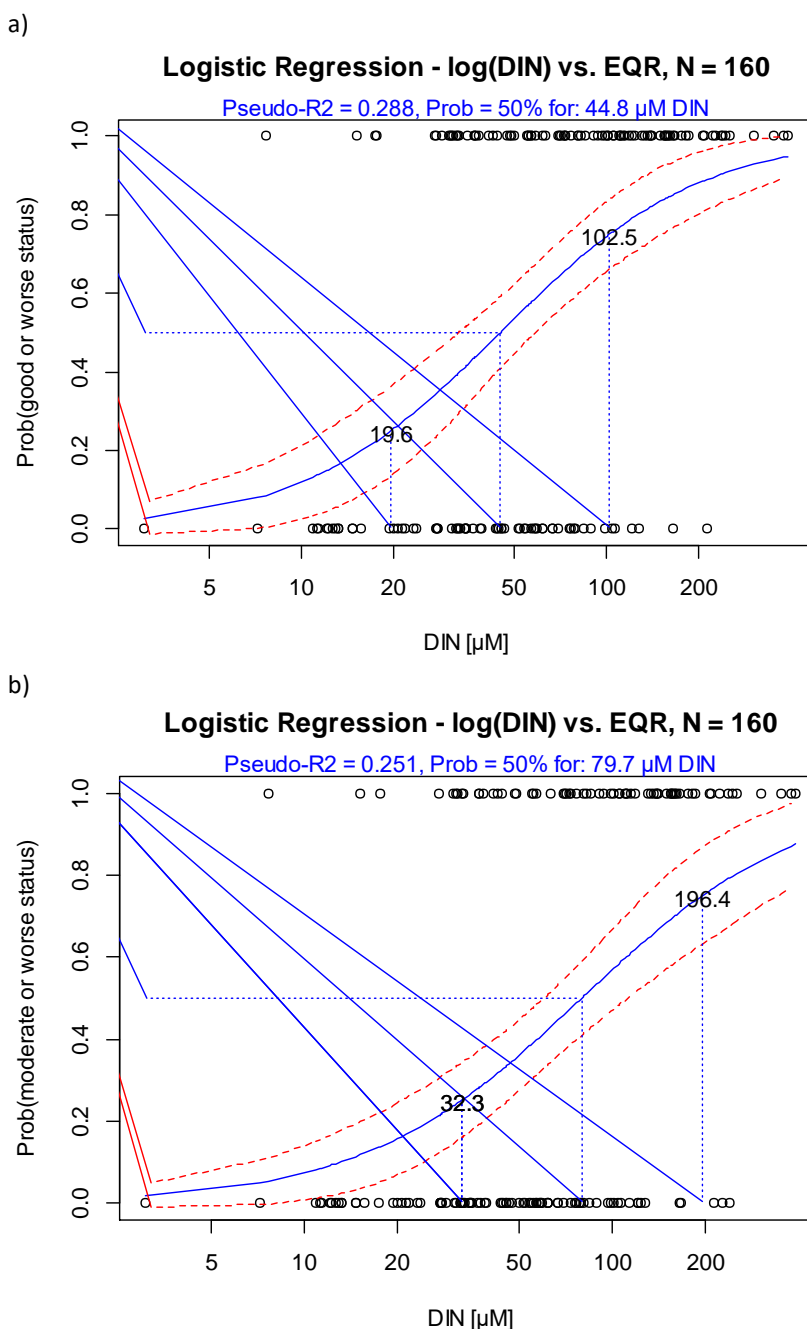 a)
Logistic Regression - log(DIN) vs. EQR, N = 160
Pseudo-R2 = 0.288, Prob = 50% for: 44.8 µM DIN
Prob(good or worse status)
1.0
0.8
0.6
0.4
0.2
0.0
102.5
19.6
5 10 20 50 100 200
DIN [µM]
b)
Logistic Regression - log(DIN) vs. EQR, N = 160
Pseudo-R2 = 0.251, Prob = 50% for: 79.7 µM DIN
Prob(moderate or worse status)
1.0
0.8
0.6
0.4
0.2
0.0
196.4
32.3
5 10 20 50 100 200
DIN [µM]